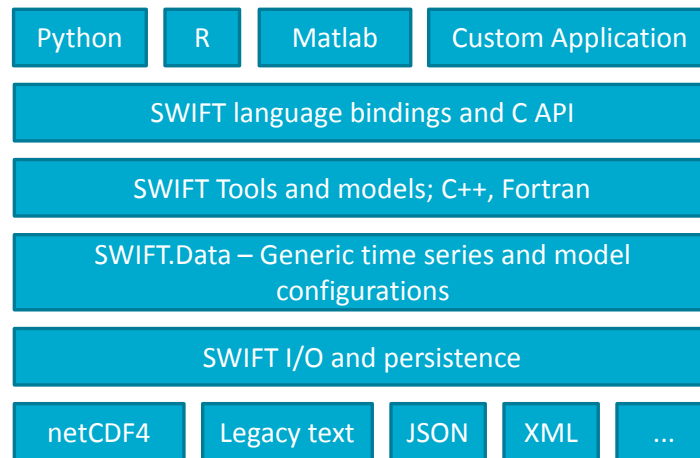 Python R Matlab Custom Application
SWIFT language bindings and C API
SWIFT Tools and models; C++, Fortran
SWIFT.Data – Generic time series and model
configurations
SWIFT I/O and persistence
netCDF4 Legacy text JSON XML ...